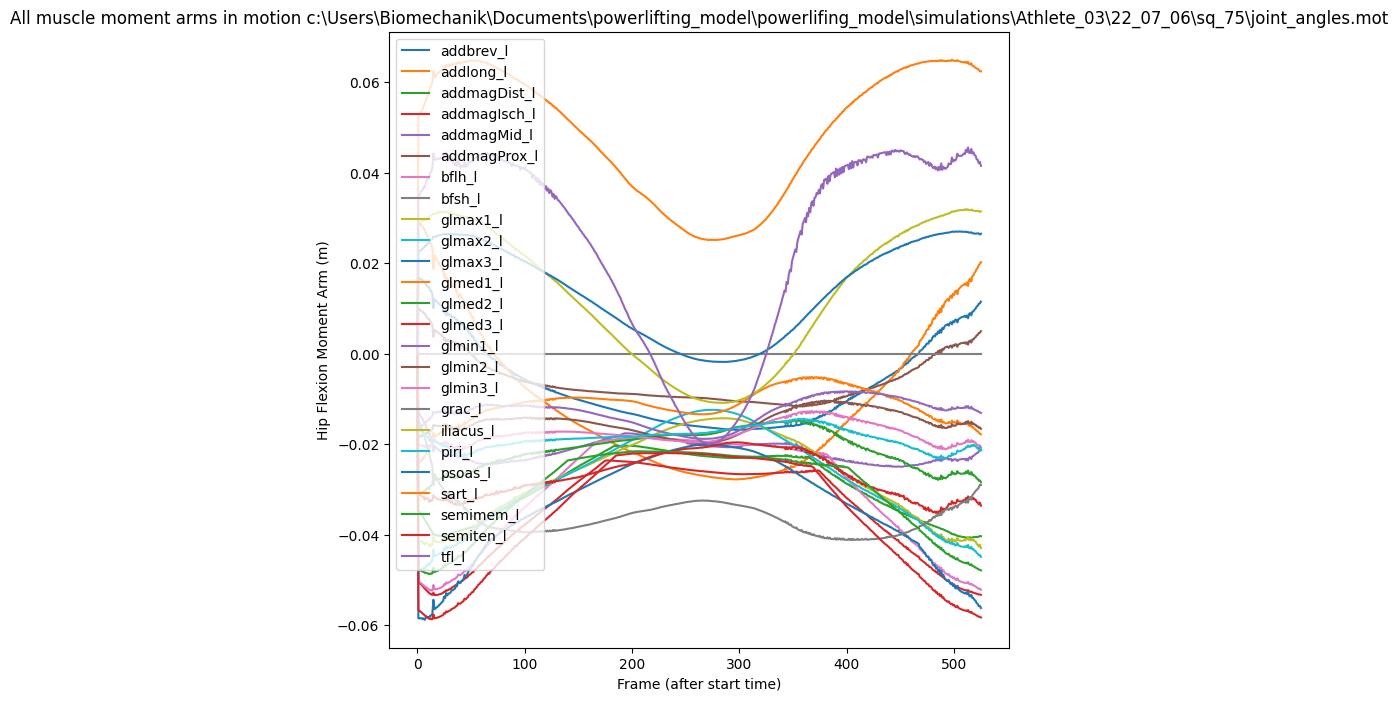 All muscle moment arms in motion c:\Users\Biomechanik\Documents\powerlifting_model\powerlifing_model\simulations\Athlete_03\22_07_06\sq_75\joint_angles.mot
addbrev_l
addlong_l
addmagDist_l
addmagIsch_l
addmagMid_l
addmagProx_l
bflh_l
bfsh_l
glmax1_l
glmax2_l
glmax3_l
glmed1_l
glmed2_l
glmed3_l
glmin1_l
glmin2_l
glmin3_l
grac_l
iliacus_l
piri_l
psoas_l
sart_l
semimem_l
semiten_l
tfl_l
Hip Flexion Moment Arm (m)
0.06
0.04
0.02
0.00
−0.02
−0.04
−0.06
0 100 200 300 400 500
Frame (after start time)